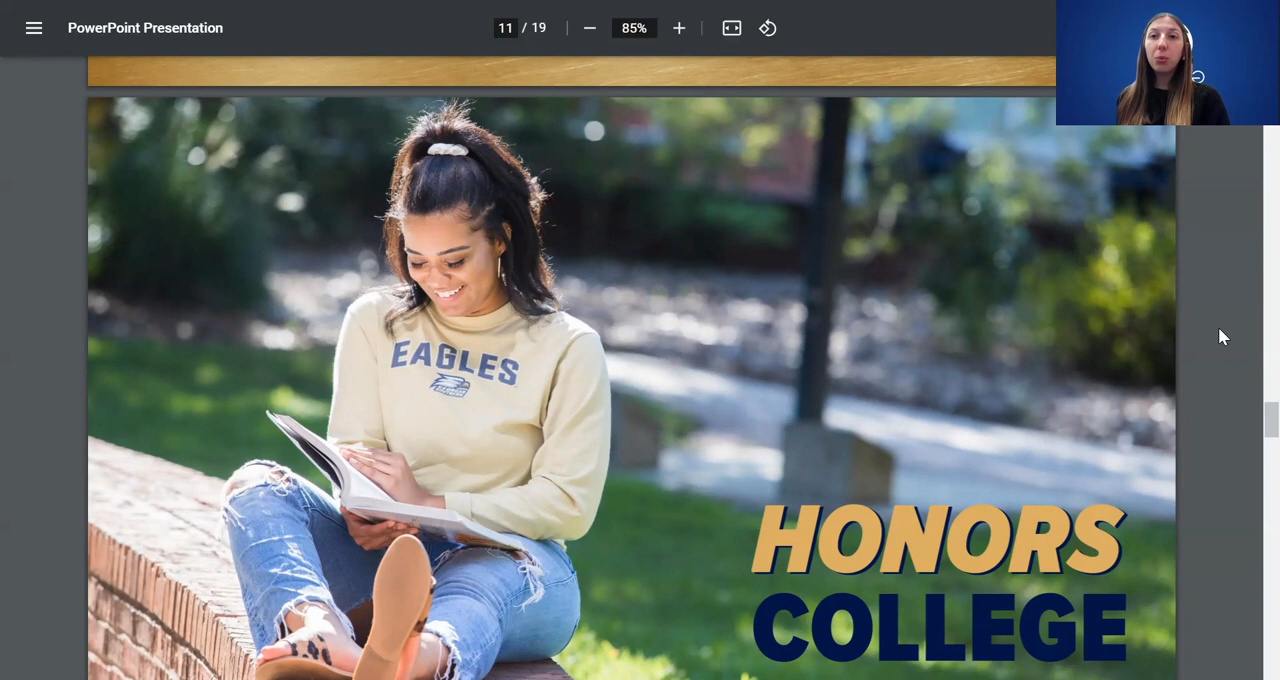 PowerPoint Presentation
11 / 19
85%
EAGLES
HONORS
COLLEGE